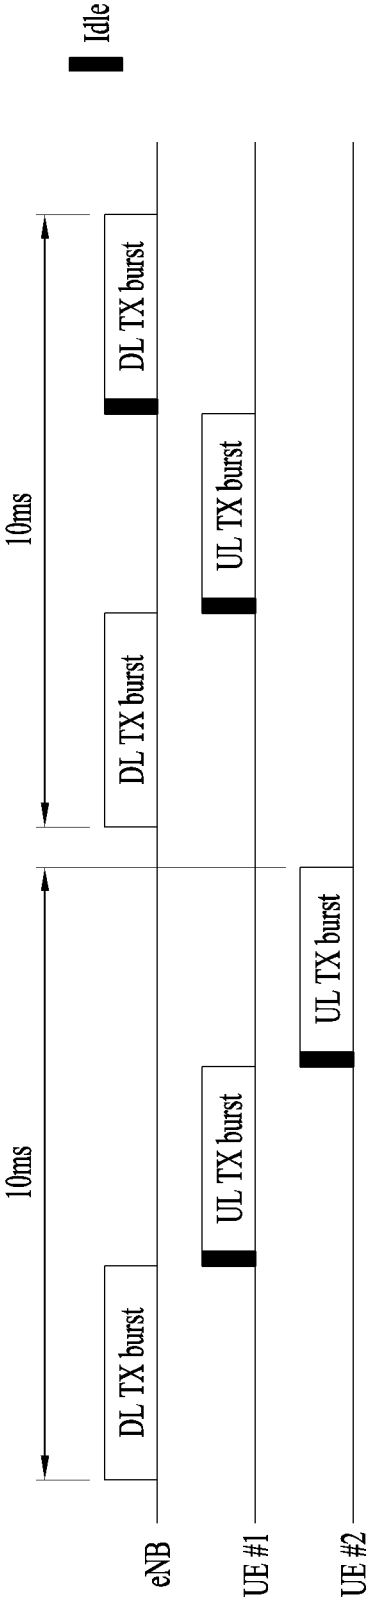 Idle
10ms
10ms
eNB
DL TX burst
DL TX burst
DL TX burst
UE #1
UL TX burst
UL TX burst
UE #2
UL TX burst